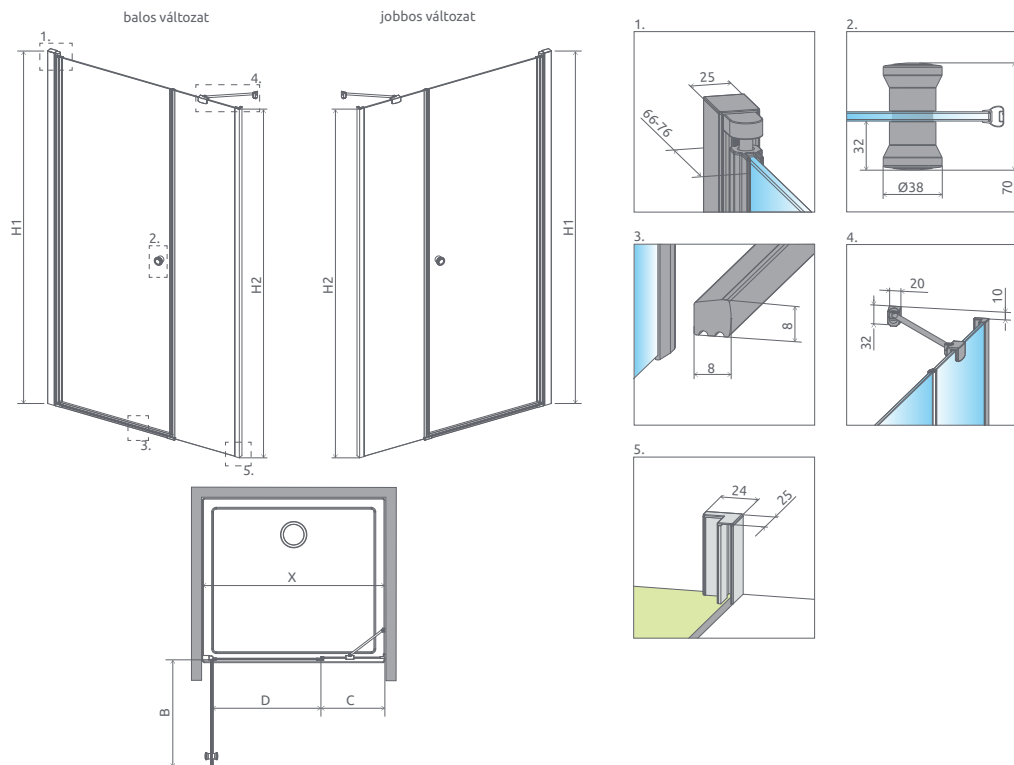 balos változat
jobbos változat
1.
4.
2.
3.
5.
H1
H2
H2
H1
X
D
C
B
1.
25
66-76
2.
32
Ø38
70
3.
8
8
4.
20
10
32
5.
24
25